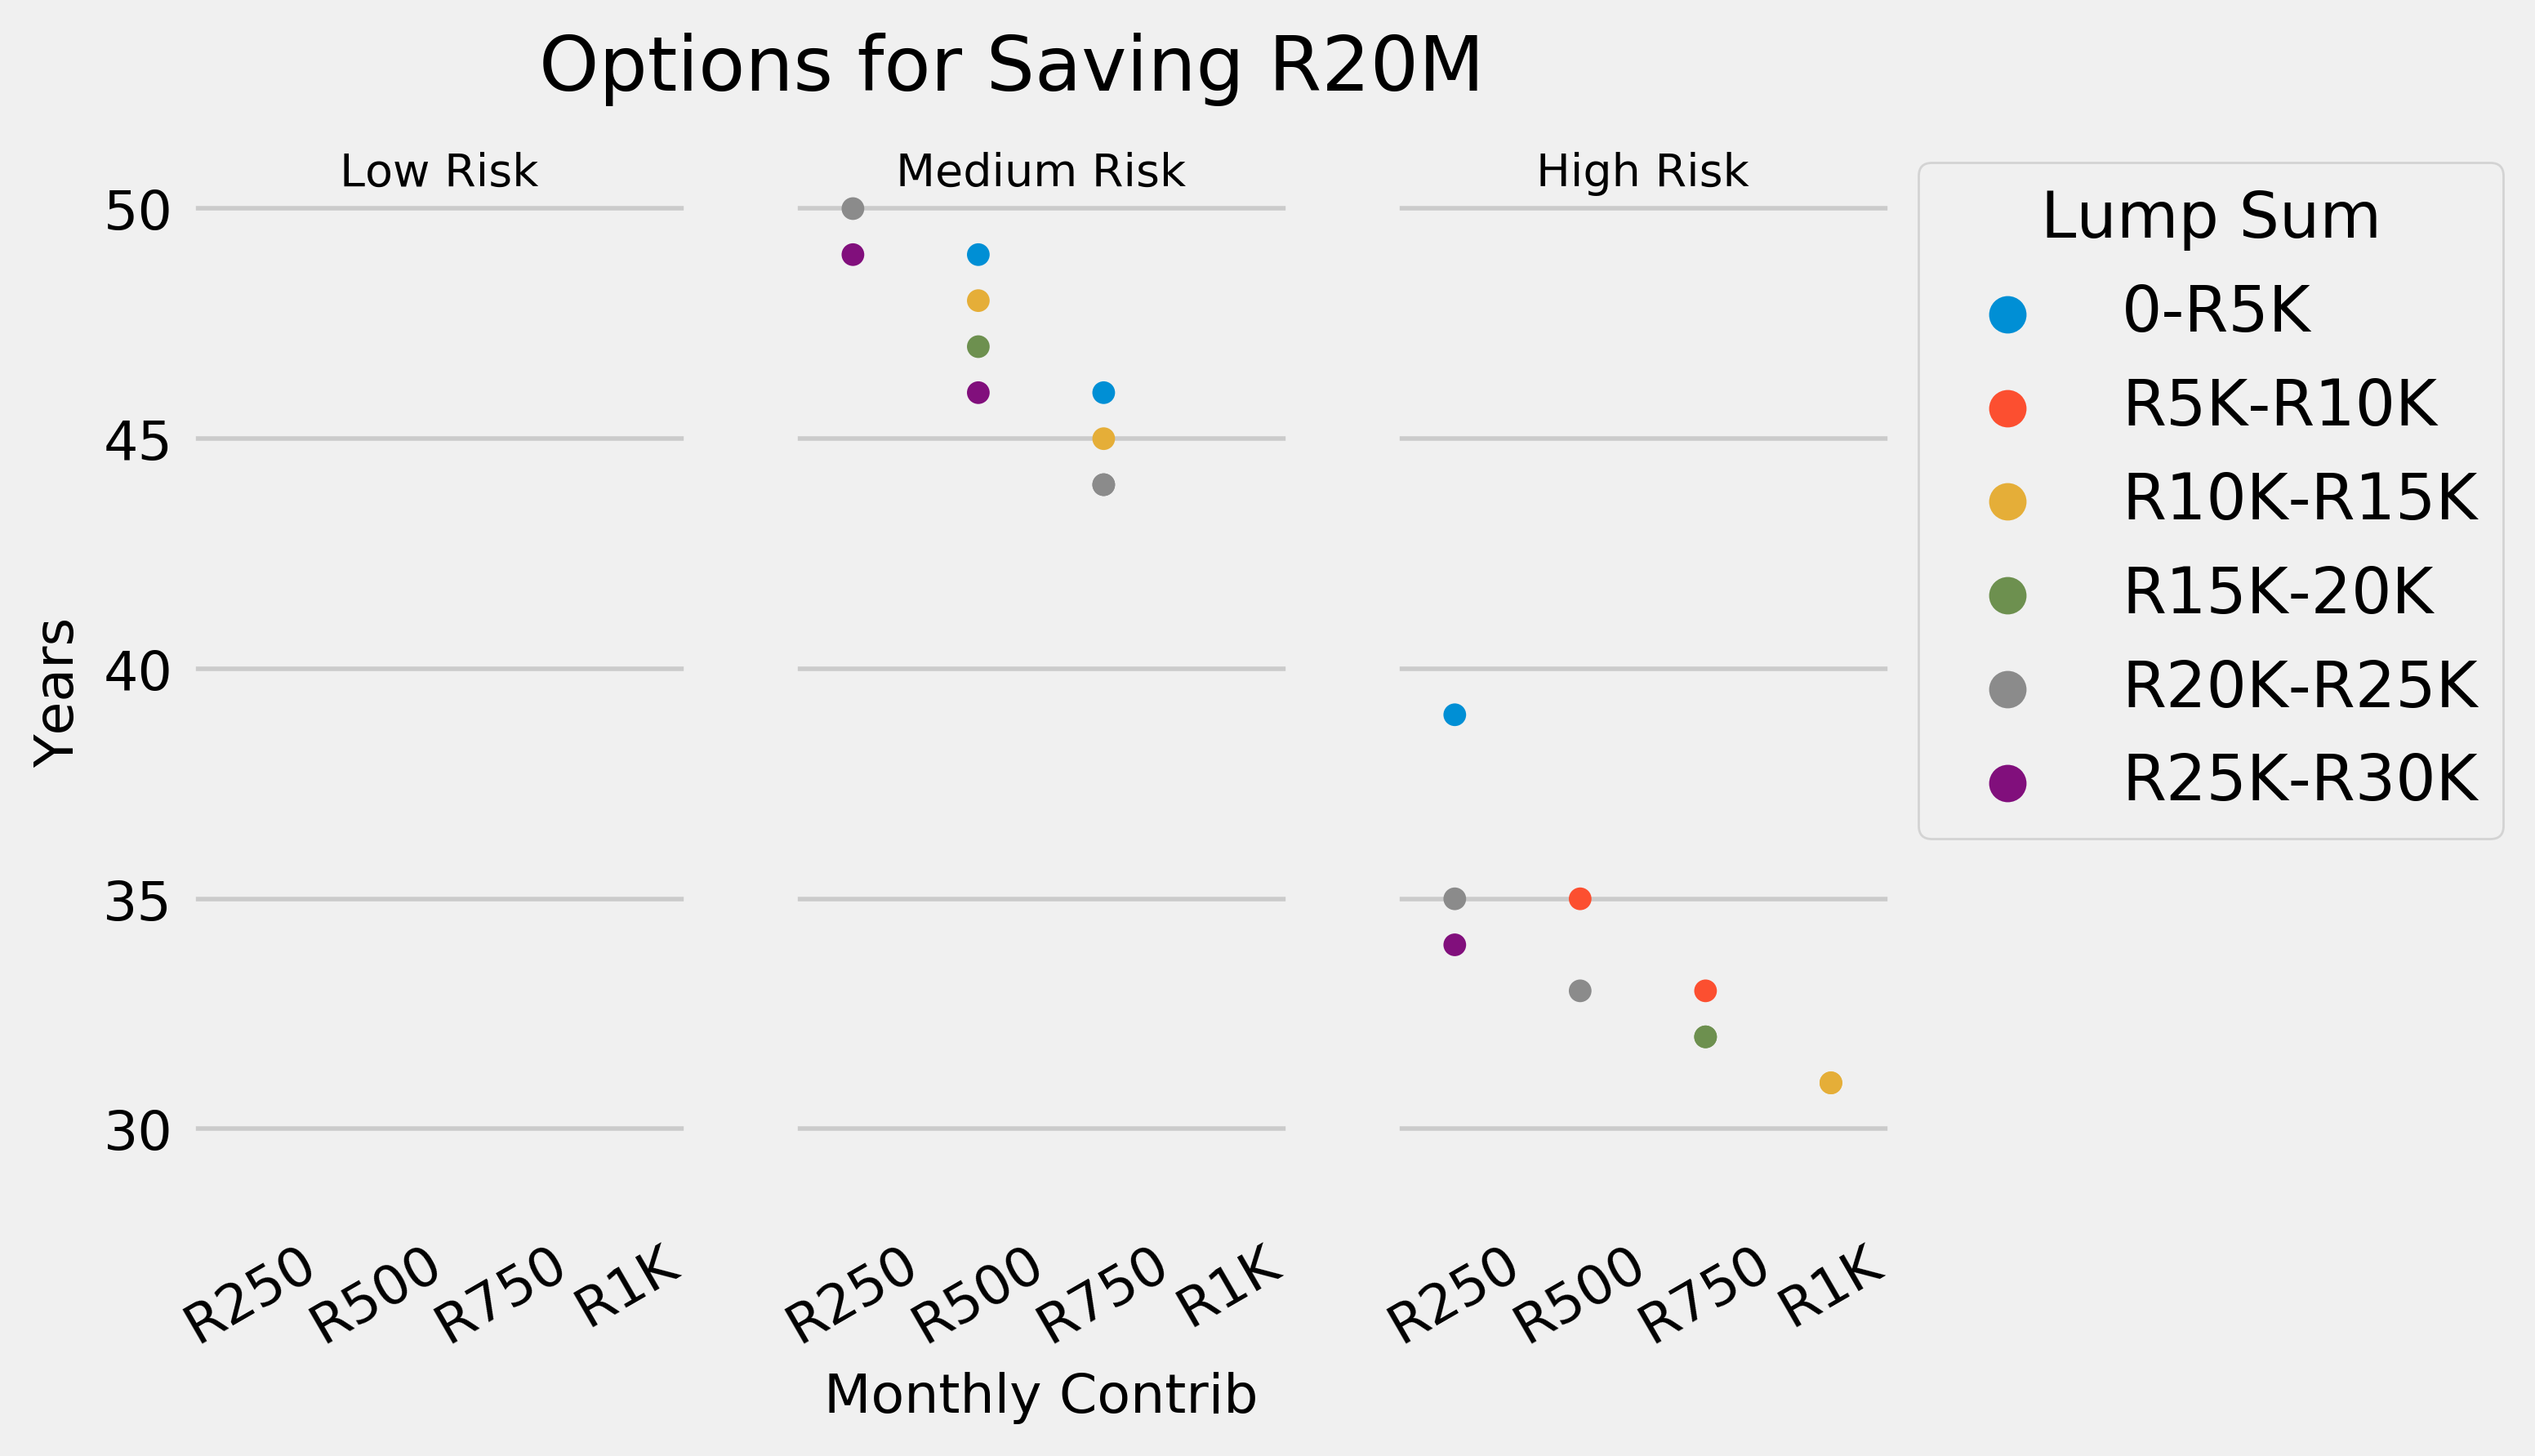 Options for Saving R20M
Low Risk
Medium Risk
High Risk
50
45
40
35
30
Years
R250
R500
R750
R1K
R250
R500
R750
R1K
R250
R500
R750
R1K
Monthly Contrib
Lump Sum
0-R5K
R5K-R10K
R10K-R15K
R15K-20K
R20K-R25K
R25K-R30K